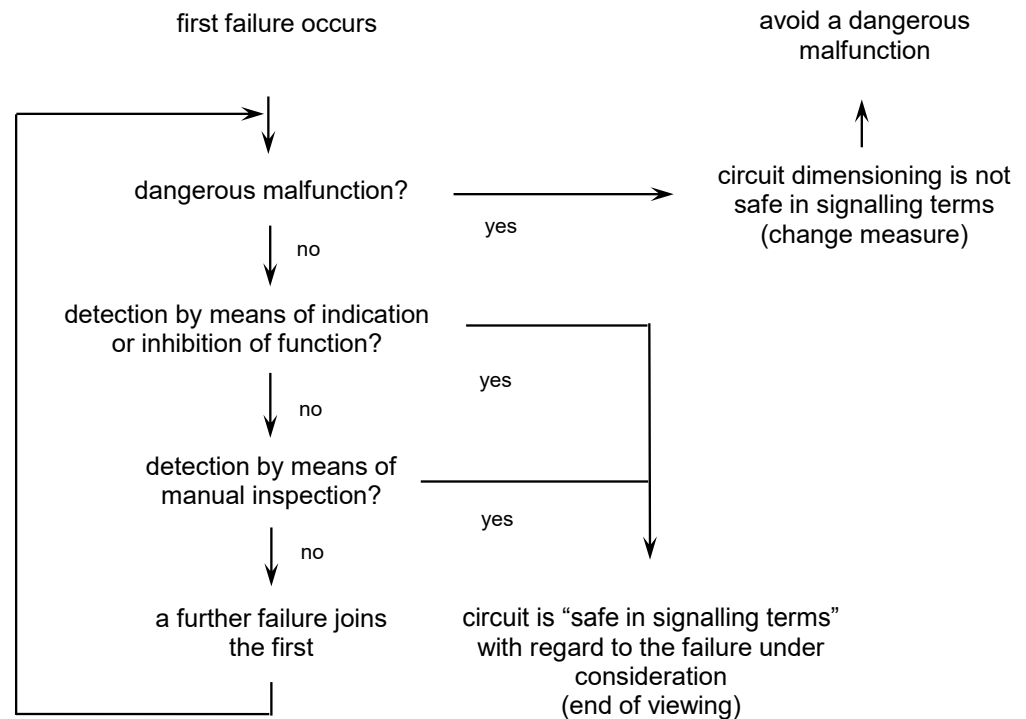 first failure occurs
avoid a dangerous
malfunction
dangerous malfunction?
yes
circuit dimensioning is not
safe in signalling terms
(change measure)
no
detection by means of indication
or inhibition of function?
yes
no
detection by means of
manual inspection?
yes
no
a further failure joins
the first
circuit is “safe in signalling terms”
with regard to the failure under
consideration
(end of viewing)